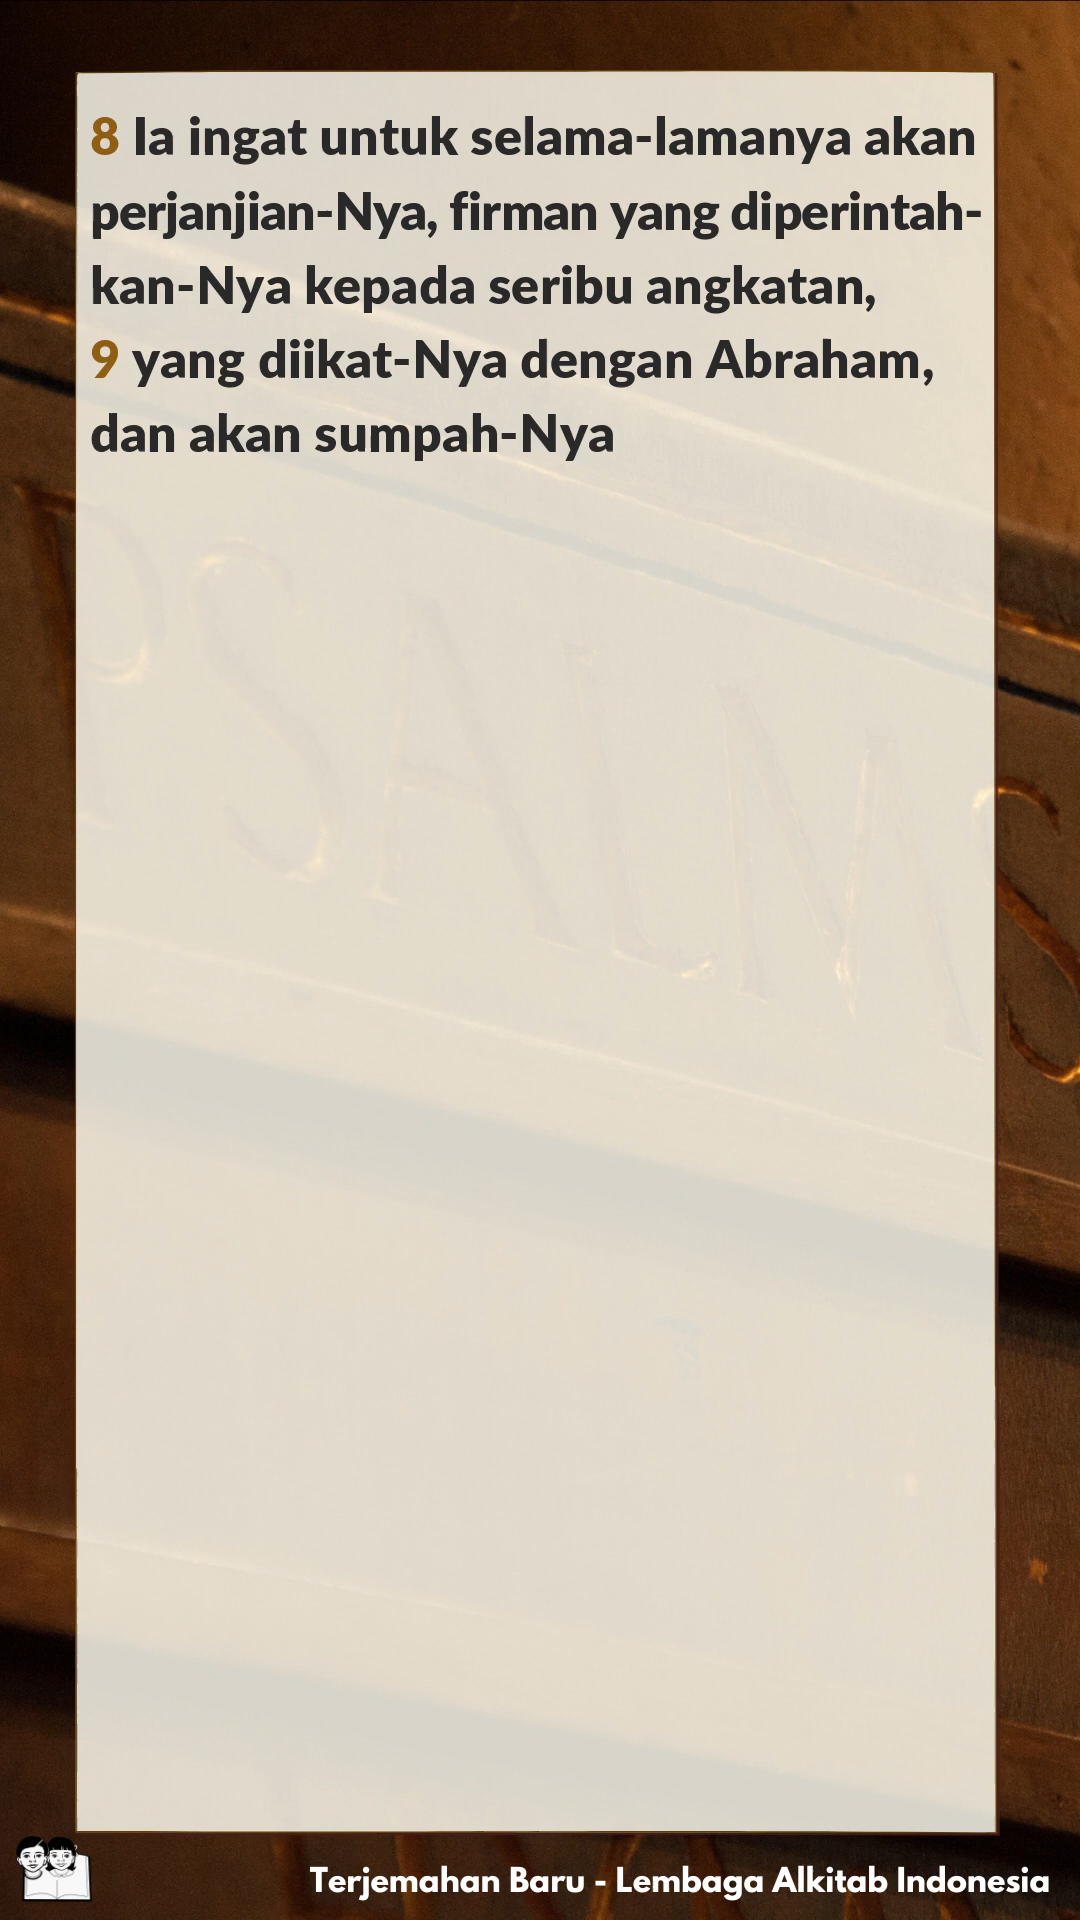 8 Ia ingat untuk selama-lamanya akan
perjanjian-Nya, firman yang diperintah-
kan-Nya kepada seribu angkatan,
9 yang diikat-Nya dengan Abraham,
dan akan sumpah-Nya
PSALMS
Terjemahan Baru - Lembaga Alkitab Indonesia